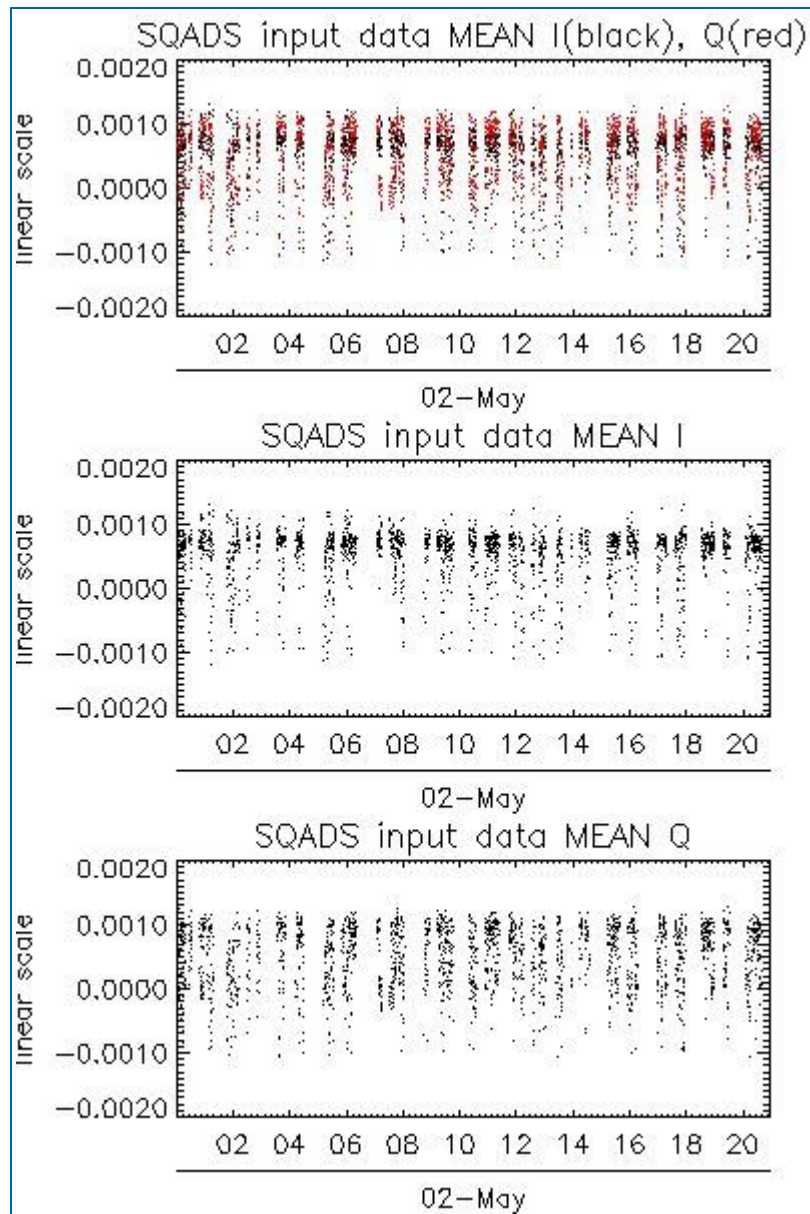 SQADS input data MEAN I(black), Q(red)
0.0020
0.0010
0.0000
−0.0010
−0.0020
linear scale
02 04 06 08 10 12 14 16 18 20
02−May
SQADS input data MEAN I
0.0020
0.0010
0.0000
−0.0010
−0.0020
linear scale
02 04 06 08 10 12 14 16 18 20
02−May
SQADS input data MEAN Q
0.0020
0.0010
0.0000
−0.0010
−0.0020
linear scale
02 04 06 08 10 12 14 16 18 20
02−May